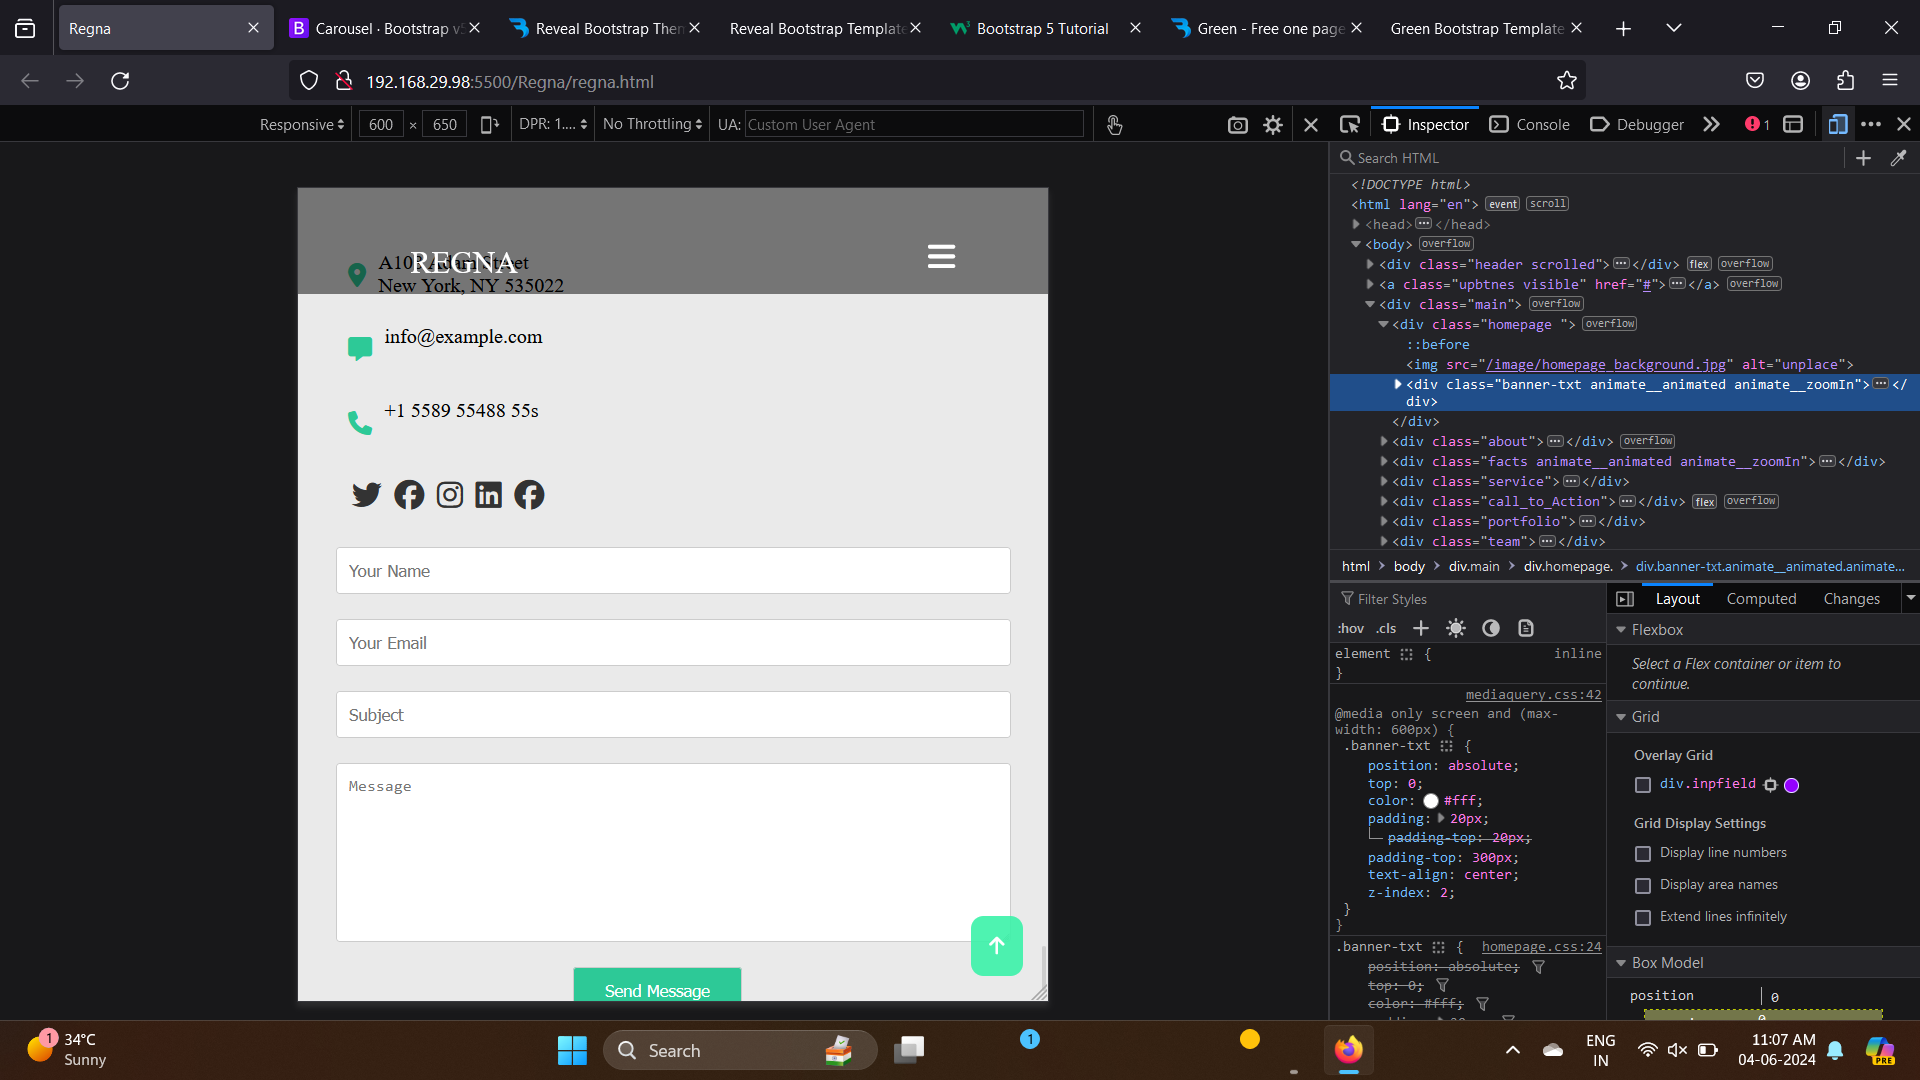 Regna
Carousel · Bootstrap v5
Reveal Bootstrap Them
Reveal Bootstrap Template
Bootstrap 5 Tutorial
Green - Free one page
Green Bootstrap Template
192.168.29.98:5500/Regna/regna.html
Responsive
600 × 650
DPR: 1....
No Throttling
UA: Custom User Agent
Inspector
Console
Debugger
1
Search HTML
<!DOCTYPE html>
<html lang="en"> event scroll
<head> </head>
<body> overflow
<div class="header scrolled"> </div> flex overflow
<a class="upbtnes visible" href="#"> </a> overflow
<div class="main"> overflow
<div class="homepage "> overflow
::before
<img src="/image/homepage_background.jpg" alt="unplace">
<div class="banner-txt animate__animated animate__zoomIn"> </
div>
</div>
<div class="about"> </div> overflow
<div class="facts animate__animated animate__zoomIn"> </div>
<div class="service"> </div>
<div class="call_to_Action"> </div> flex overflow
<div class="portfolio"> </div>
<div class="team"> </div>
html > body > div.main > div.homepage. > div.banner-txt.animate__animated.animate...
Filter Styles
:hov .cls
element { inline
}
mediaquery.css:42
@media only screen and (max-
width: 600px) {
.banner-txt {
position: absolute;
top: 0;
color: #fff;
padding: 20px;
padding-top: 20px;
padding-top: 300px;
text-align: center;
z-index: 2;
}
}
.banner-txt { homepage.css:24
position: absolute;
top: 0;
color: #fff;
Layout
Computed
Changes
Flexbox
Select a Flex container or item to
continue.
Grid
Overlay Grid
div.inpfield
Grid Display Settings
Display line numbers
Display area names
Extend lines infinitely
Box Model
position 0
REGNA
A108 Adam Street
New York, NY 535022
info@example.com
+1 5589 55488 55s
Your Name
Your Email
Subject
Message
Send Message
1
34°C
Sunny
Search
1
ENG
IN
11:07 AM
04-06-2024
PRE